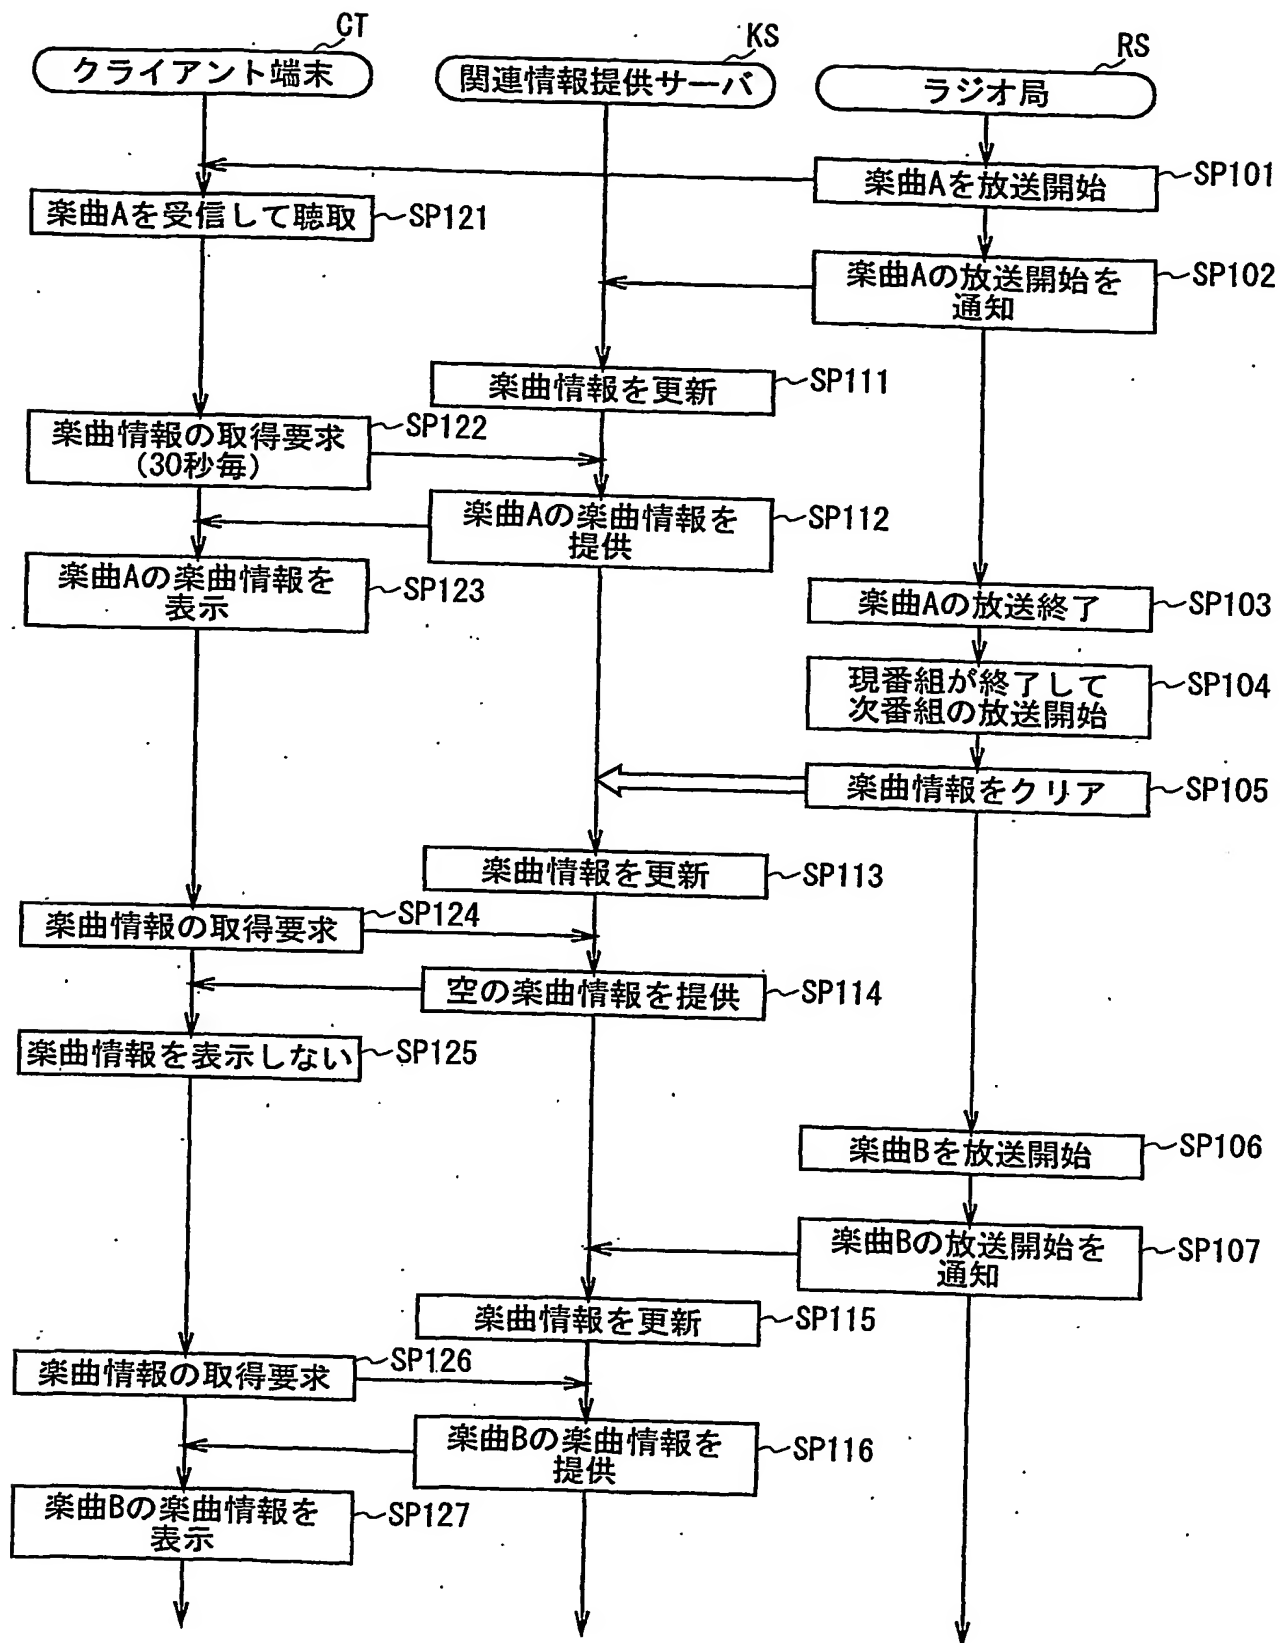 CT
クライアント端末
KS
関連情報提供サーバ
RS
ラジオ局
楽曲Aを放送開始
SP101
楽曲Aを受信して聴取
SP121
楽曲Aの放送開始を
通知
SP102
楽曲情報を更新
SP111
楽曲情報の取得要求
(30秒毎)
SP122
楽曲Aの楽曲情報を
提供
SP112
楽曲Aの楽曲情報を
表示
SP123
楽曲Aの放送終了
SP103
現番組が終了して
次番組の放送開始
SP104
楽曲情報をクリア
SP105
楽曲情報を更新
SP113
楽曲情報の取得要求
SP124
空の楽曲情報を提供
SP114
楽曲情報を表示しない
SP125
楽曲Bを放送開始
SP106
楽曲Bの放送開始を
通知
SP107
楽曲情報を更新
SP115
楽曲情報の取得要求
SP126
楽曲Bの楽曲情報を
提供
SP116
楽曲Bの楽曲情報を
表示
SP127